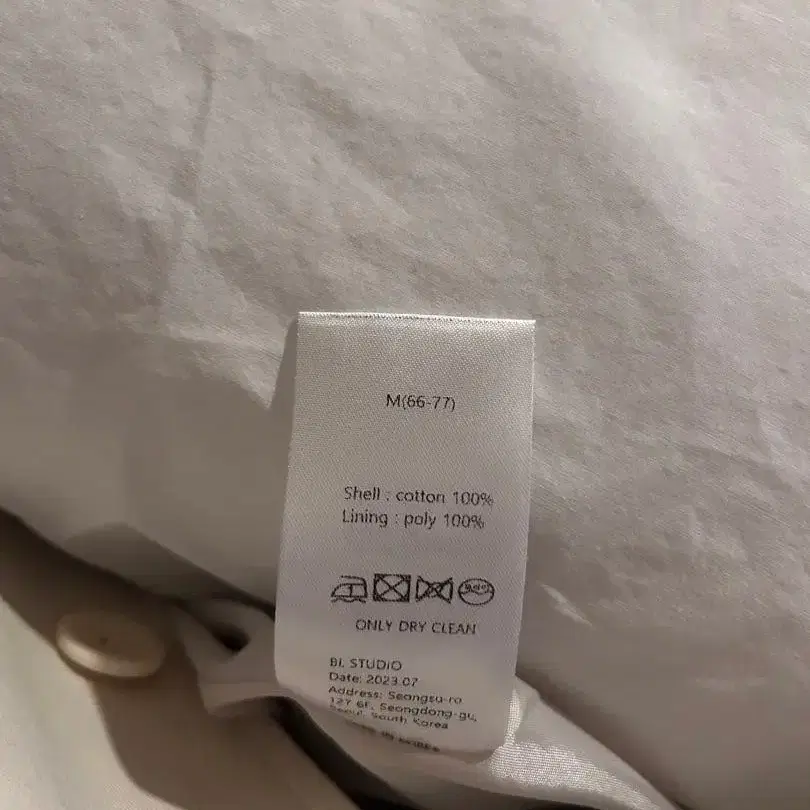 M(66-77)
Shell : cotton 100%
Lining : poly 100%
ONLY DRY CLEAN
BL STUDIO
Date: 2023.07
Address: Seongsu-ro
127 6F, Seongdong-gu,
Seoul, South Korea